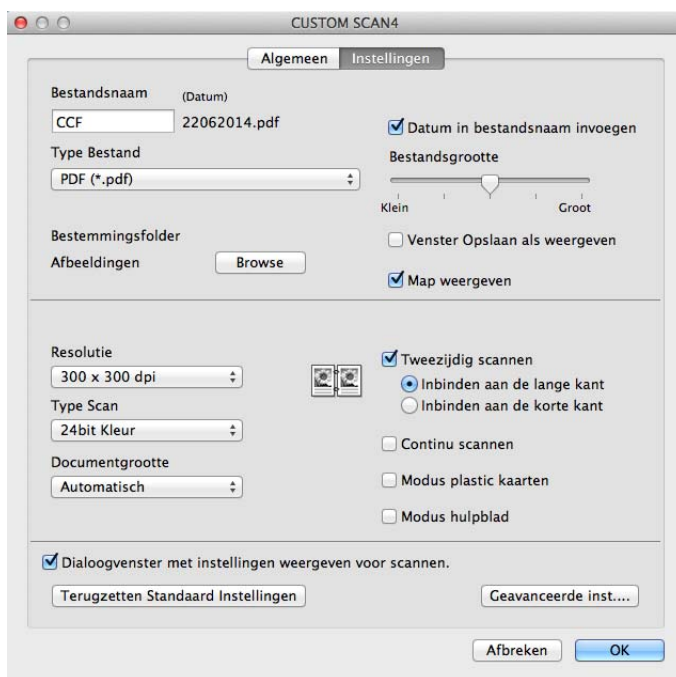 CUSTOM SCAN4
Algemeen Instellingen
Bestandsnaam (Datum)
CCF 22062014.pdf
Datum in bestandsnaam invoegen
Type Bestand
PDF (*.pdf)
Bestandsgrootte
Klein Groot
Bestemmingsfolder
Afbeeldingen Browse
Venster Opslaan als weergeven
Map weergeven
Resolutie
300 x 300 dpi
Type Scan
24bit Kleur
Documentgrootte
Automatisch
Tweezijdig scannen
Inbinden aan de lange kant
Inbinden aan de korte kant
Continu scannen
Modus plastic kaarten
Modus hulpblad
Dialoogvenster met instellingen weergeven voor scannen.
Terugzetten Standaard Instellingen Geavanceerde inst....
Afbreken OK